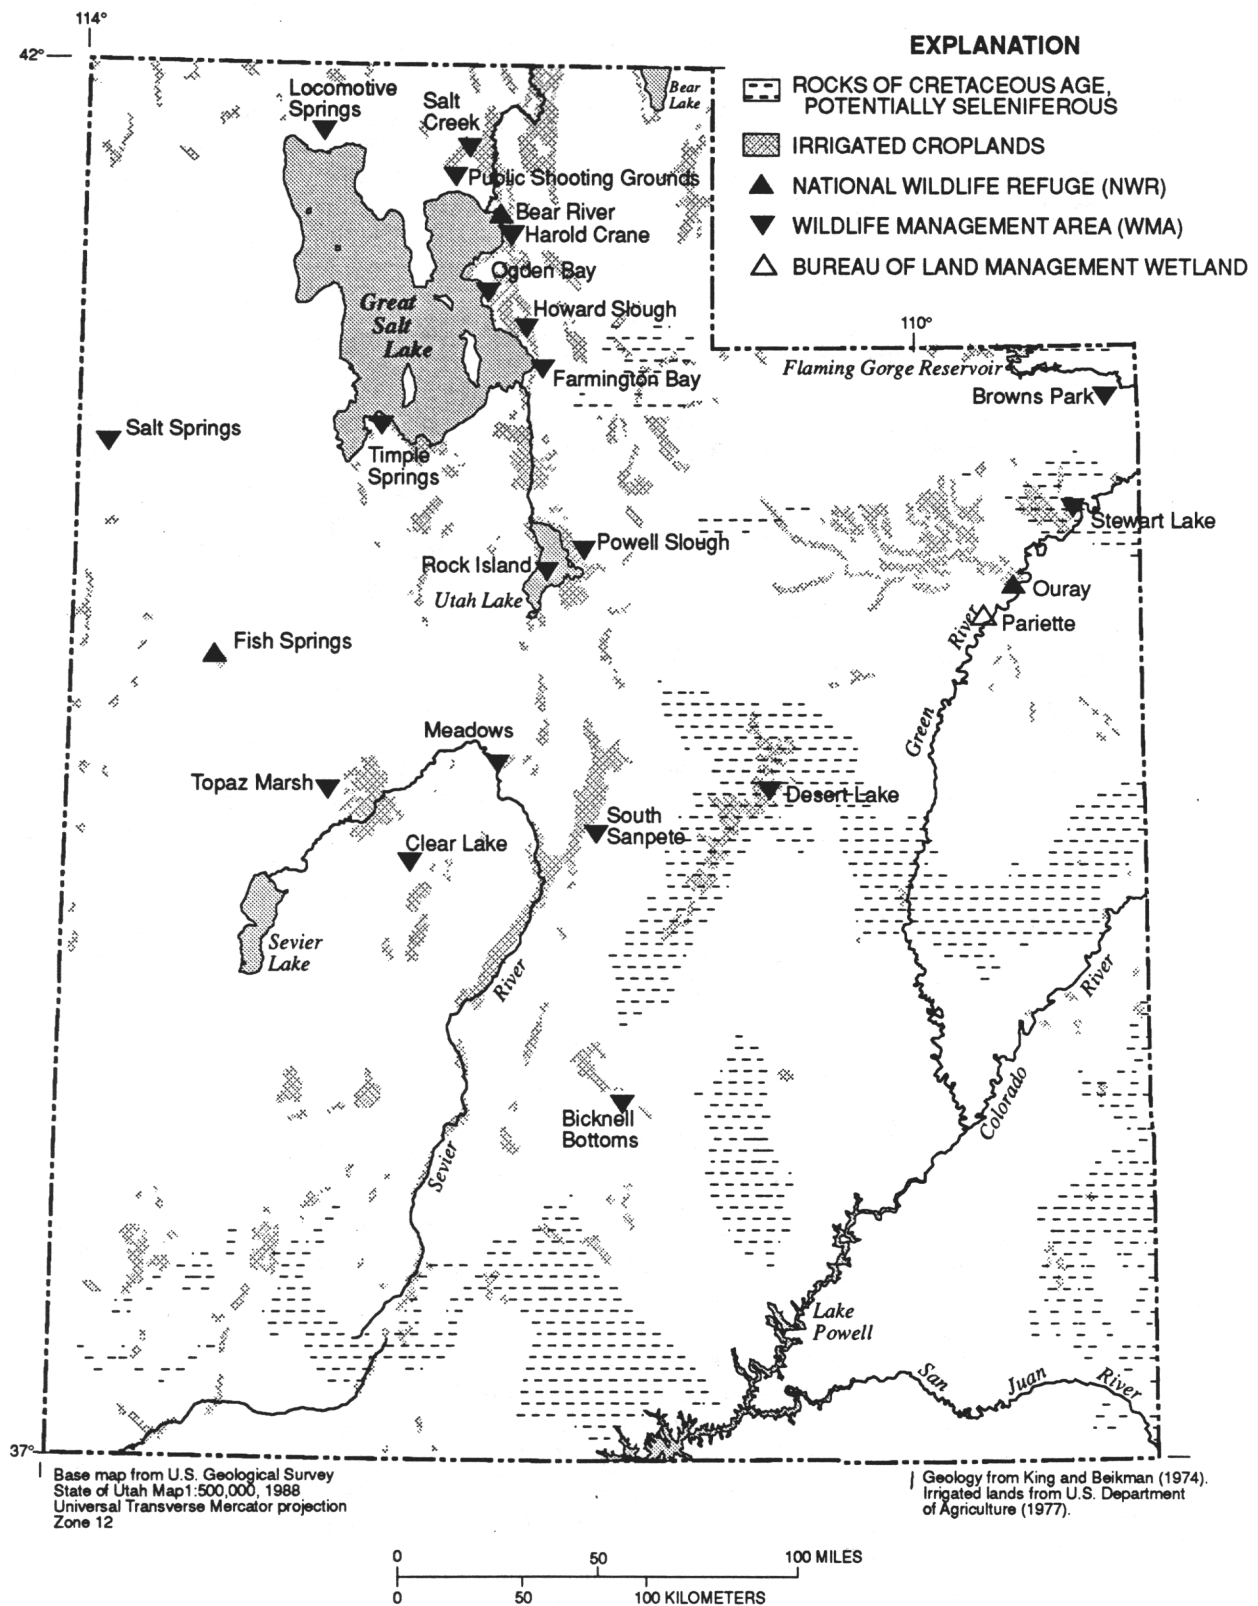 114°
42°
EXPLANATION
ROCKS OF CRETACEOUS AGE,
POTENTIALLY SELENIFEROUS
IRRIGATED CROPLANDS
NATIONAL WILDLIFE REFUGE (NWR)
WILDLIFE MANAGEMENT AREA (WMA)
BUREAU OF LAND MANAGEMENT WETLAND
Locomotive
Springs
Salt
Creek
Bear
Lake
Public Shooting Grounds
Bear River
Harold Crane
Ogden Bay
Great
Salt
Lake
Howard Slough
110°
Farmington Bay
Flaming Gorge Reservoir
Browns Park
Salt Springs
Timple
Springs
Stewart Lake
Powell Slough
Rock Island
Utah Lake
Ouray
Pariette
River
Green
Fish Springs
Meadows
Topaz Marsh
Desert Lake
South
Sanpete
Clear Lake
Sevier
Lake
River
River
Colorado
Bicknell
Bottoms
Sevier
Lake
Powell
San
Juan
River
37°
Base map from U.S. Geological Survey
State of Utah Map1:500,000, 1988
Universal Transverse Mercator projection
Zone 12
Geology from King and Beikman (1974).
Irrigated lands from U.S. Department
of Agriculture (1977).
0 50 100 MILES
0 50 100 KILOMETERS